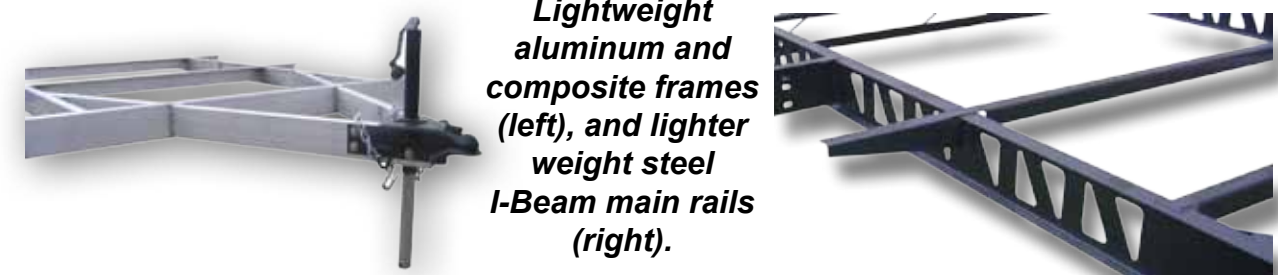 Lightweight
aluminum and
composite frames
(left), and lighter
weight steel
I-Beam main rails
(right).